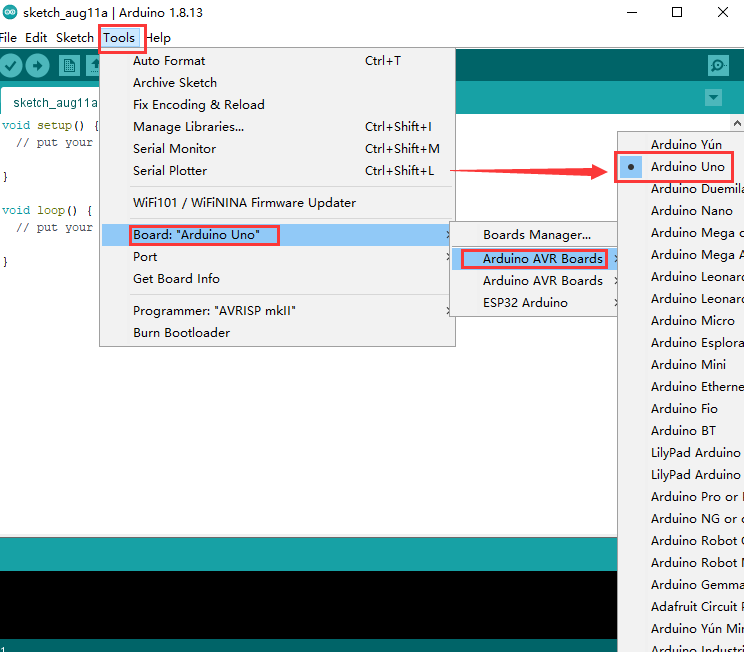 sketch_aug11a | Arduino 1.8.13
File Edit Sketch Tools Help
sketch_aug11a
void setup() {
// put your
}
void loop() {
// put your
}
Auto Format Ctrl+T
Archive Sketch
Fix Encoding & Reload
Manage Libraries... Ctrl+Shift+I
Serial Monitor Ctrl+Shift+M
Serial Plotter Ctrl+Shift+L
WiFi101 / WiFiNINA Firmware Updater
Board: "Arduino Uno"
Port
Get Board Info
Programmer: "AVRISP mkII"
Burn Bootloader
Boards Manager...
Arduino AVR Boards
Arduino AVR Boards
ESP32 Arduino
Arduino Yún
Arduino Uno
Arduino Duemila
Arduino Nano
Arduino Mega o
Arduino Mega A
Arduino Leonard
Arduino Leonard
Arduino Micro
Arduino Esplora
Arduino Mini
Arduino Etherne
Arduino Fio
Arduino BT
LilyPad Arduino
LilyPad Arduino
Arduino Pro or
Arduino NG or
Arduino Robot
Arduino Robot
Arduino Gemma
Adafruit Circuit
Arduino Yún Mi
Arduino Industri
1